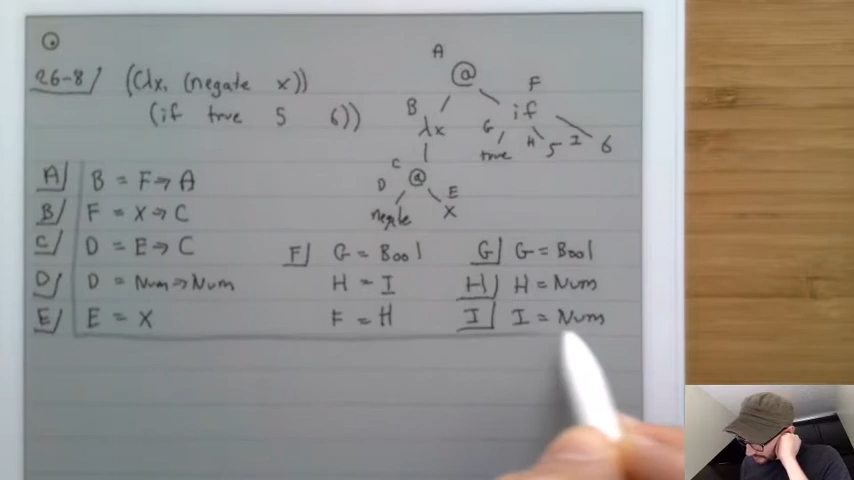 26-8/ ((λx. (negate x))
(if true 5 6))
A
@
F
B
if
λx
G
H
I
true
5
6
C
@
D
E
negate
x
A/ B = F → A
B/ F = X → C
C/ D = E → C
D/ D = Num → Num
E/ E = X
F/ G = Bool
H = I
F = H
G/ G = Bool
H/ H = Num
I/ I = Num